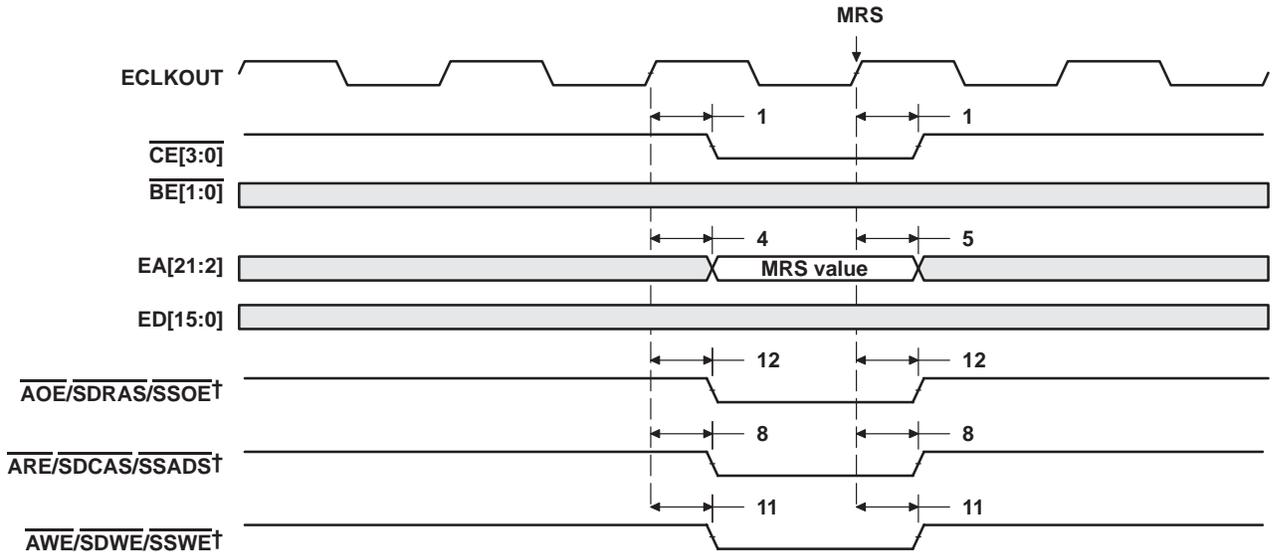 MRS
ECLKOUT
1 1
CE[3:0]
BE[1:0]
4 5
EA[21:2] MRS value
ED[15:0]
12 12
AOE/SDRAS/SSOE†
8 8
ARE/SDCAS/SSADS†
11 11
AWE/SDWE/SSWE†